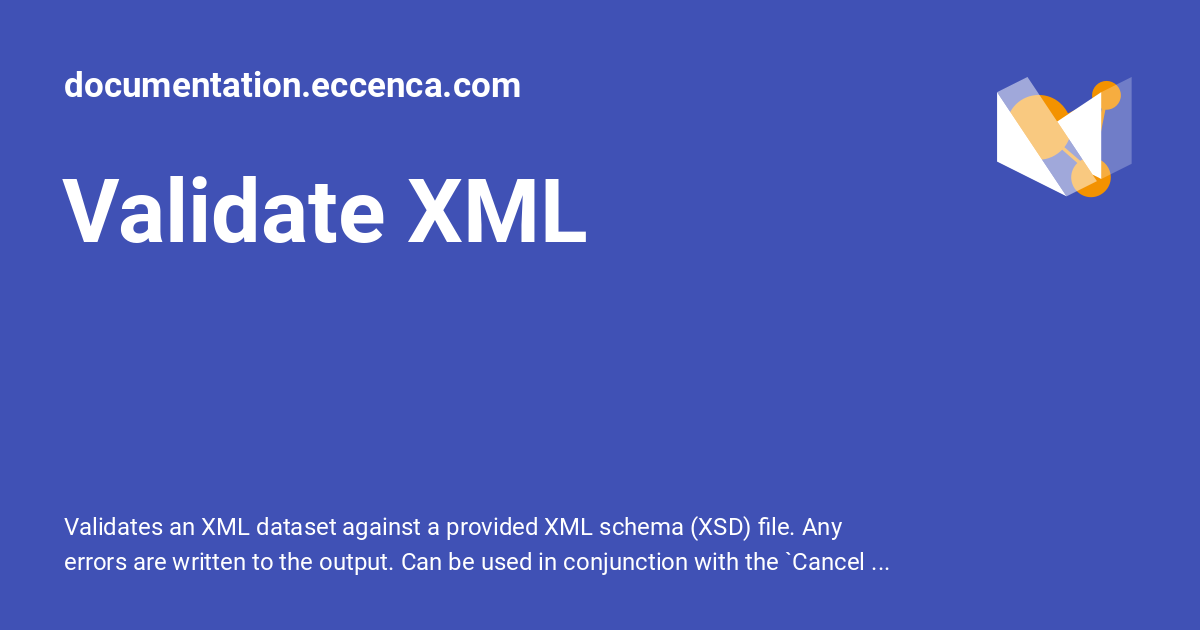 documentation.eccenca.com
Validate XML
Validates an XML dataset against a provided XML schema (XSD) file. Any
errors are written to the output. Can be used in conjunction with the `Cancel ...